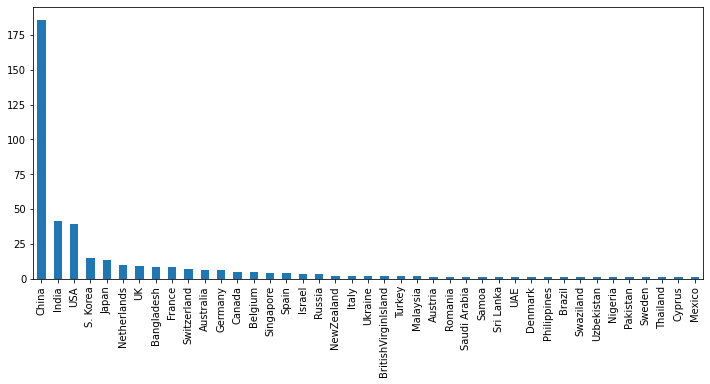 175
150
125
100
75
50
25
0
China
India
USA
S. Korea
Japan
Netherlands
UK
Bangladesh
France
Switzerland
Australia
Germany
Canada
Belgium
Singapore
Spain
Israel
Russia
NewZealand
Italy
Ukraine
BritishVirginIsland
Turkey
Malaysia
Austria
Romania
Saudi Arabia
Samoa
Sri Lanka
UAE
Denmark
Philippines
Brazil
Swaziland
Uzbekistan
Nigeria
Pakistan
Sweden
Thailand
Cyprus
Mexico